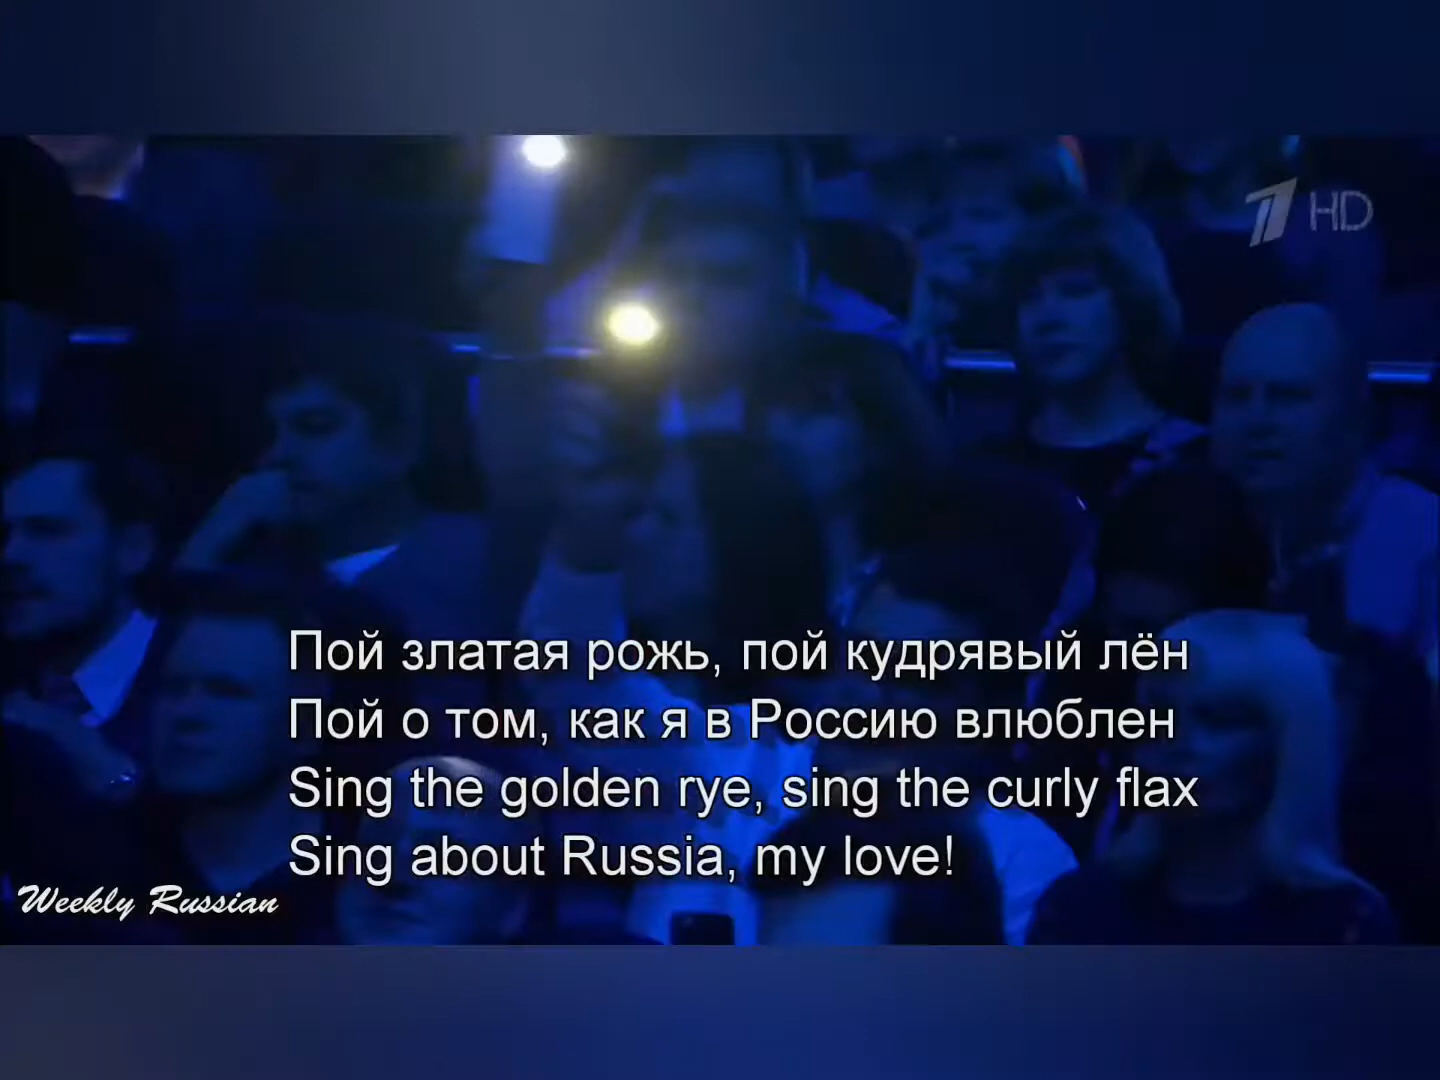 HD
Пой златая рожь, пой кудрявый лён
Пой о том, как я в Россию влюблен
Sing the golden rye, sing the curly flax
Sing about Russia, my love!
Weekly Russian